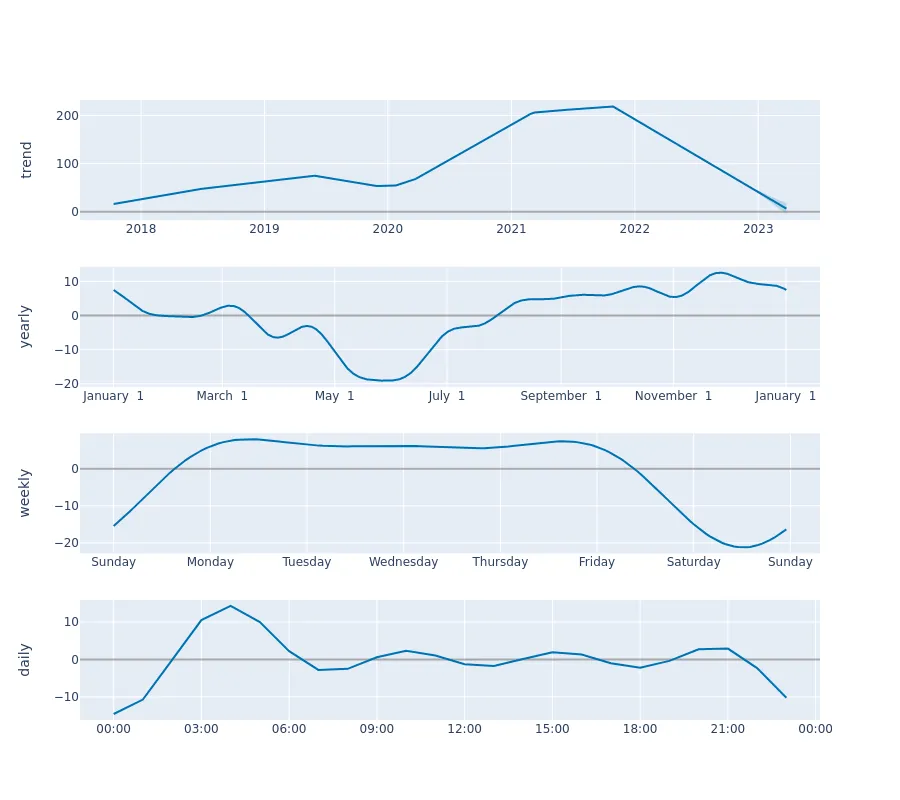 200
100
0
trend
2018 2019 2020 2021 2022 2023
10
0
−10
−20
yearly
January 1 March 1 May 1 July 1 September 1 November 1 January 1
0
−10
−20
weekly
Sunday Monday Tuesday Wednesday Thursday Friday Saturday Sunday
10
0
−10
daily
00:00 03:00 06:00 09:00 12:00 15:00 18:00 21:00 00:00